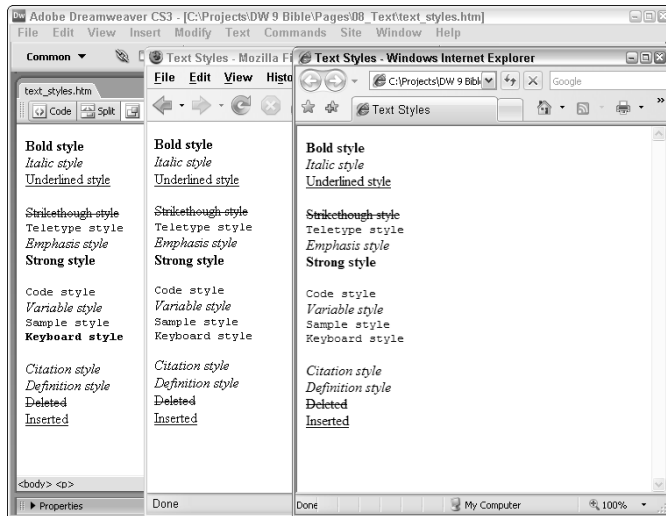 Adobe Dreamweaver CS3 - [C:\Projects\DW 9 Bible\Pages\08_Text\text_styles.htm]
File Edit View Insert Modify Text Commands Site Window Help
Common
text_styles.htm
Code Split
Bold style
Italic style
Underlined style
Strikethough style
Teletype style
Emphasis style
Strong style
Code style
Variable style
Sample style
Keyboard style
Citation style
Definition style
Deleted
Inserted
<body> <p>
Properties
Text Styles - Mozilla Fi
File Edit View Histo
Bold style
Italic style
Underlined style
Strikethough style
Teletype style
Emphasis style
Strong style
Code style
Variable style
Sample style
Keyboard style
Citation style
Definition style
Deleted
Inserted
Done
Text Styles - Windows Internet Explorer
C:\Projects\DW 9 Bibl
Google
Text Styles
Bold style
Italic style
Underlined style
Strikethough style
Teletype style
Emphasis style
Strong style
Code style
Variable style
Sample style
Keyboard style
Citation style
Definition style
Deleted
Inserted
Done My Computer 100%